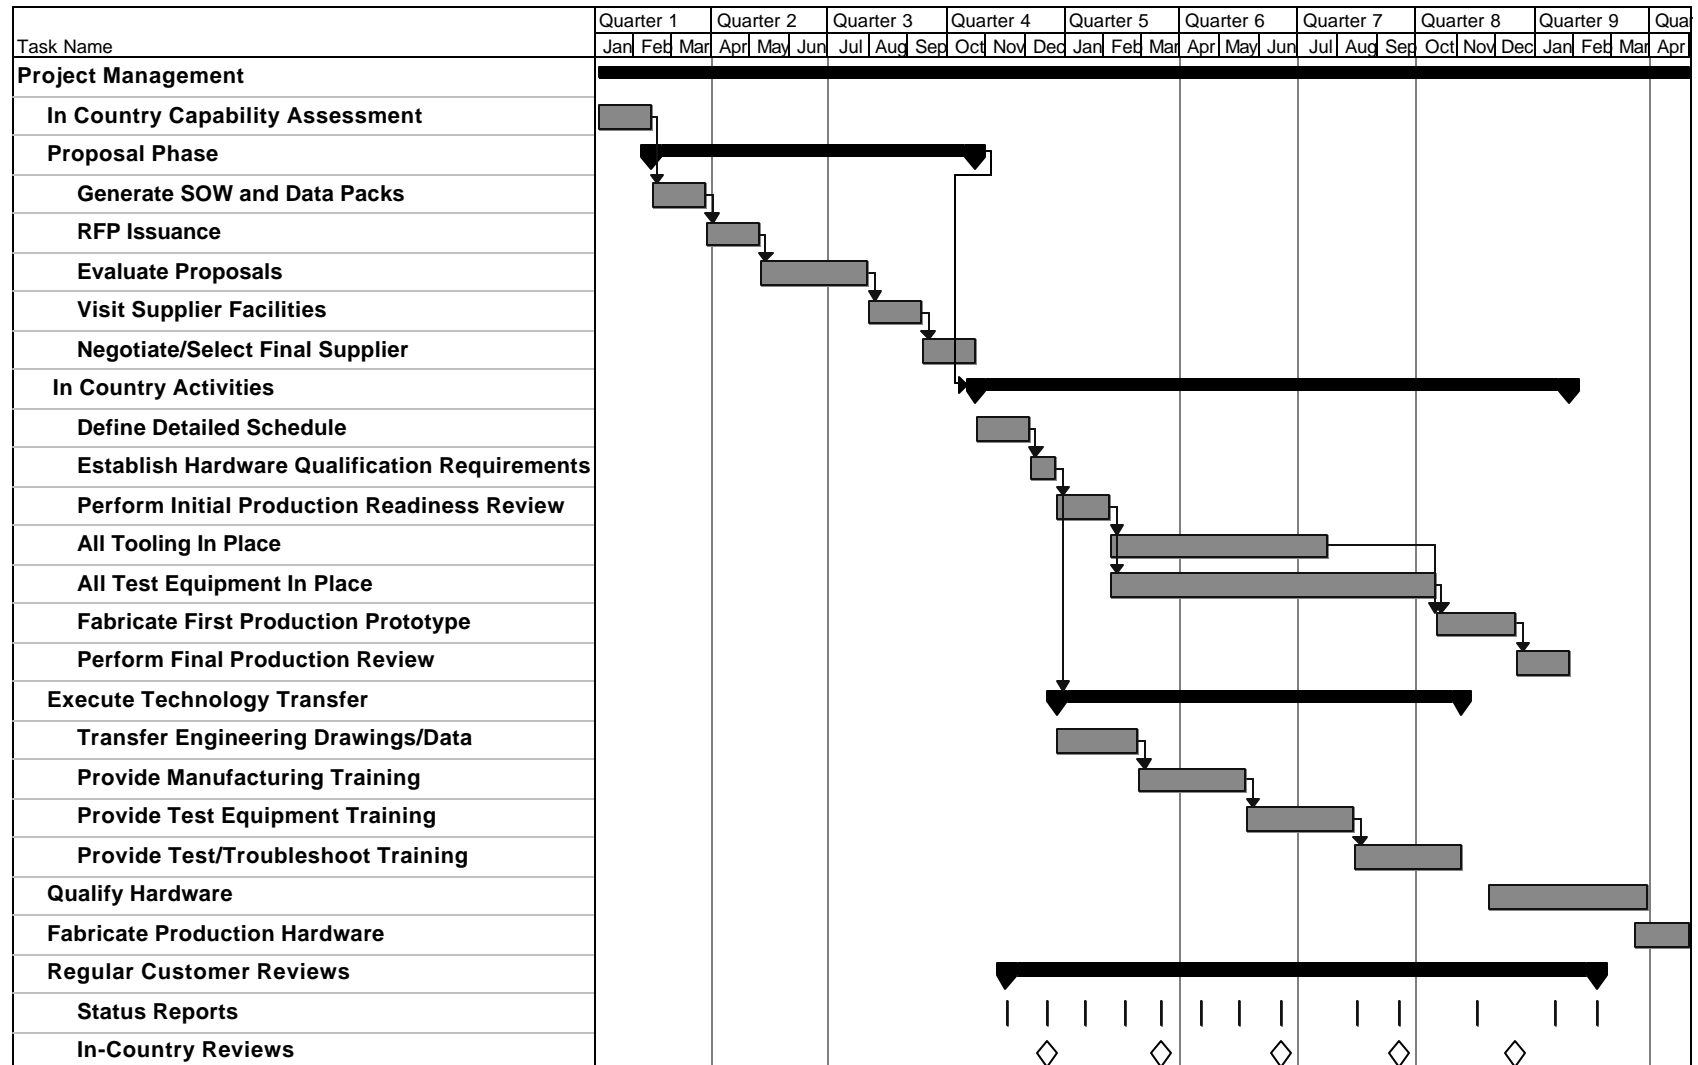 Quarter 1 Quarter 2 Quarter 3 Quarter 4 Quarter 5 Quarter 6 Quarter 7 Quarter 8 Quarter 9 Qua
Task Name Jan Feb Mar Apr May Jun Jul Aug Sep Oct Nov Dec Jan Feb Mar Apr May Jun Jul Aug Sep Oct Nov Dec Jan Feb Mar Apr
Project Management
In Country Capability Assessment
Proposal Phase
Generate SOW and Data Packs
RFP Issuance
Evaluate Proposals
Visit Supplier Facilities
Negotiate/Select Final Supplier
In Country Activities
Define Detailed Schedule
Establish Hardware Qualification Requirements
Perform Initial Production Readiness Review
All Tooling In Place
All Test Equipment In Place
Fabricate First Production Prototype
Perform Final Production Review
Execute Technology Transfer
Transfer Engineering Drawings/Data
Provide Manufacturing Training
Provide Test Equipment Training
Provide Test/Troubleshoot Training
Qualify Hardware
Fabricate Production Hardware
Regular Customer Reviews
Status Reports
In-Country Reviews